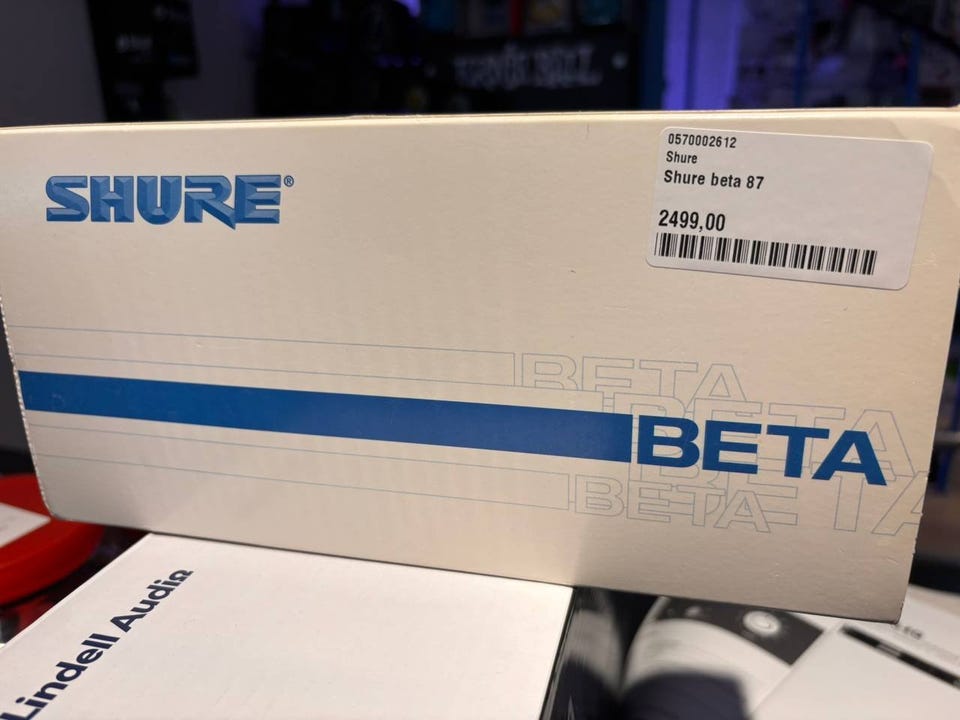 SHURE®
0570002612
Shure
Shure beta 87
2499,00
BETA
BETA
BETA
BETA
Lindell Audio